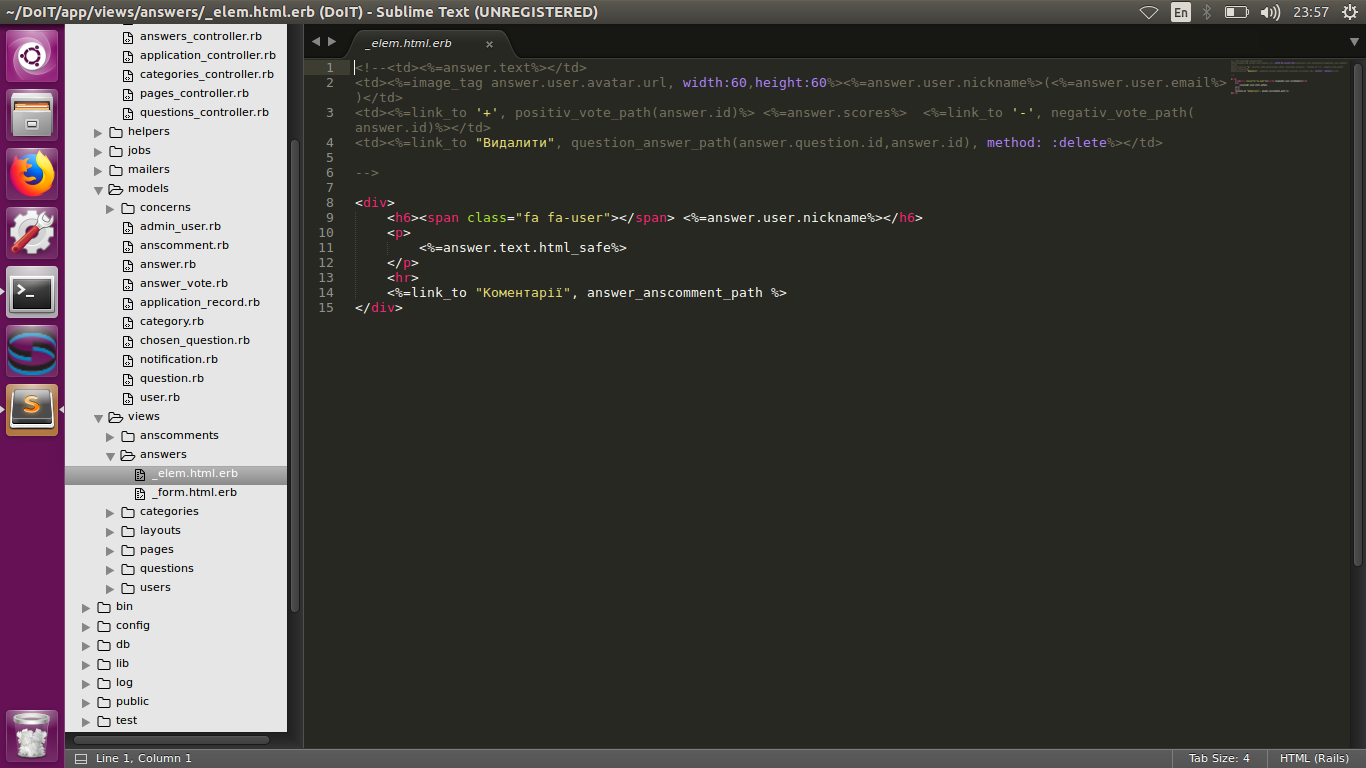 ~/DoIT/app/views/answers/_elem.html.erb (DoIT) - Sublime Text (UNREGISTERED)
En
23:57
answers_controller.rb
application_controller.rb
categories_controller.rb
pages_controller.rb
questions_controller.rb
helpers
jobs
mailers
models
concerns
admin_user.rb
anscomment.rb
answer.rb
answer_vote.rb
application_record.rb
category.rb
chosen_question.rb
notification.rb
question.rb
user.rb
views
anscomments
answers
_elem.html.erb
_form.html.erb
categories
layouts
pages
questions
users
bin
config
db
lib
log
public
test
_elem.html.erb ×
1 <!--<td><%=answer.text%></td>
2 <td><%=image_tag answer.user.avatar.url, width:60,height:60%><%=answer.user.nickname%>(<%=answer.user.email%>
)</td>
3 <td><%=link_to '+', positiv_vote_path(answer.id)%> <%=answer.scores%>  <%=link_to '-', negativ_vote_path(
answer.id)%></td>
4 <td><%=link_to "Видалити", question_answer_path(answer.question.id,answer.id), method: :delete%></td>
5
6 -->
7
8 <div>
9     <h6><span class="fa fa-user"></span> <%=answer.user.nickname%></h6>
10     <p>
11         <%=answer.text.html_safe%>
12     </p>
13     <hr>
14     <%=link_to "Коментарії", answer_anscomment_path %>
15 </div>
Line 1, Column 1
Tab Size: 4
HTML (Rails)